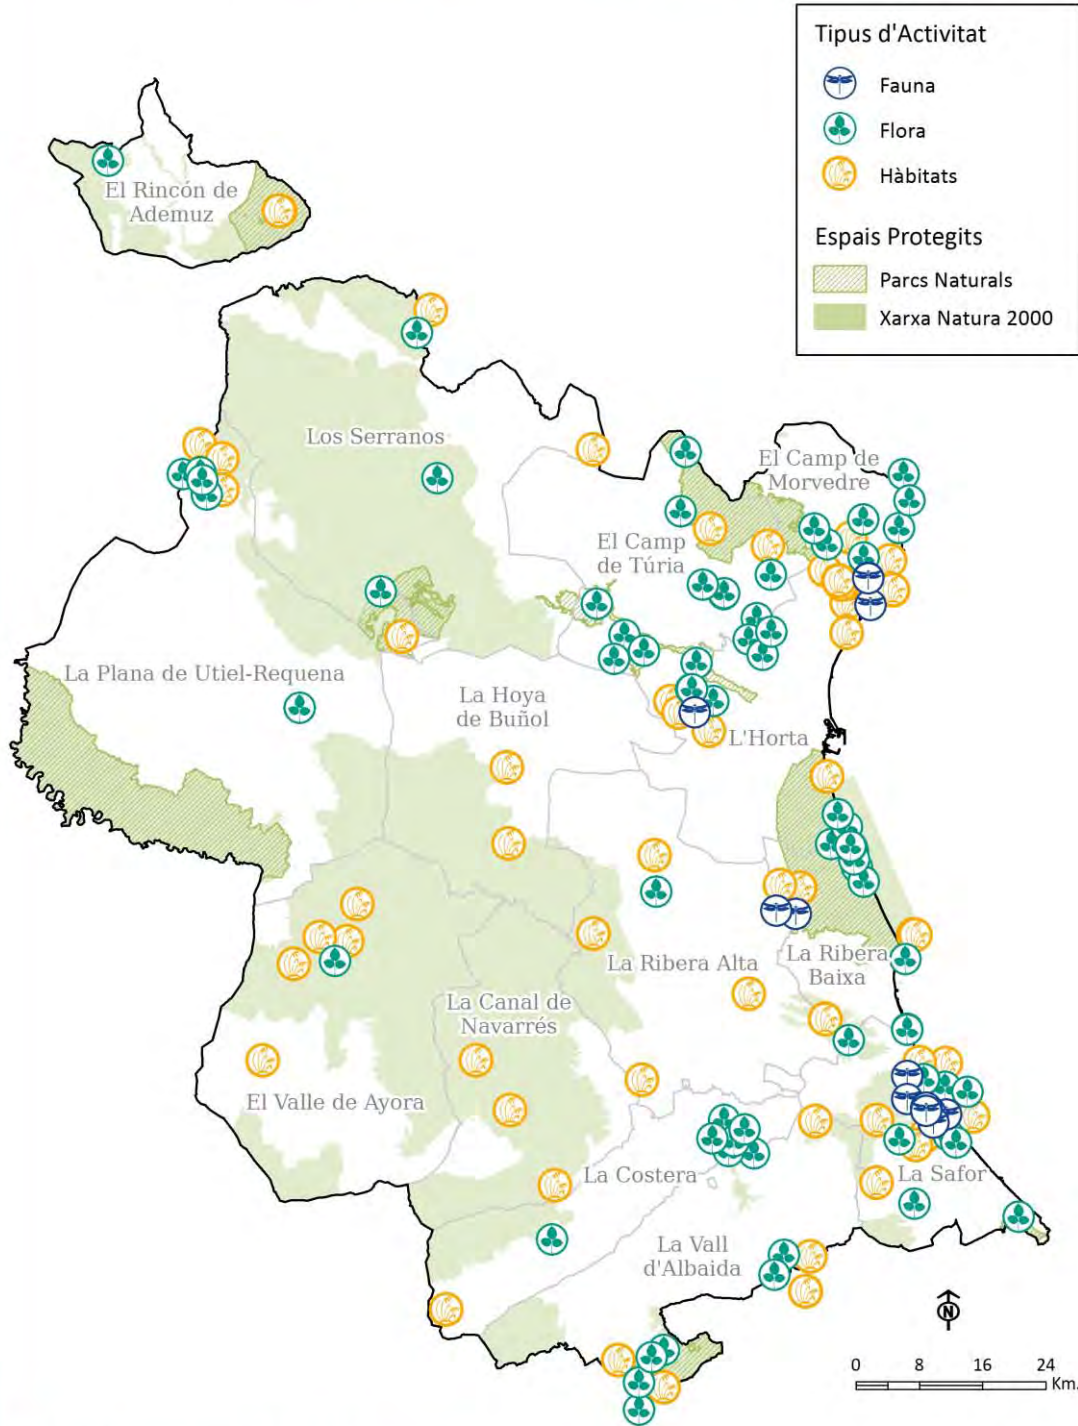 Tipus d'Activitat
Fauna
Flora
Hàbitats
Espais Protegits
Parcs Naturals
Xarxa Natura 2000
El Rincón de
Ademuz
Los Serranos
El Camp de
Morvedre
El Camp
de Túria
La Plana de Utiel-Requena
La Hoya
de Buñol
L'Horta
La Ribera Alta
La Ribera
Baixa
La Canal de
Navarrés
El Valle de Ayora
La Costera
La Safor
La Vall
d'Albaida
N
0 8 16 24
Km.